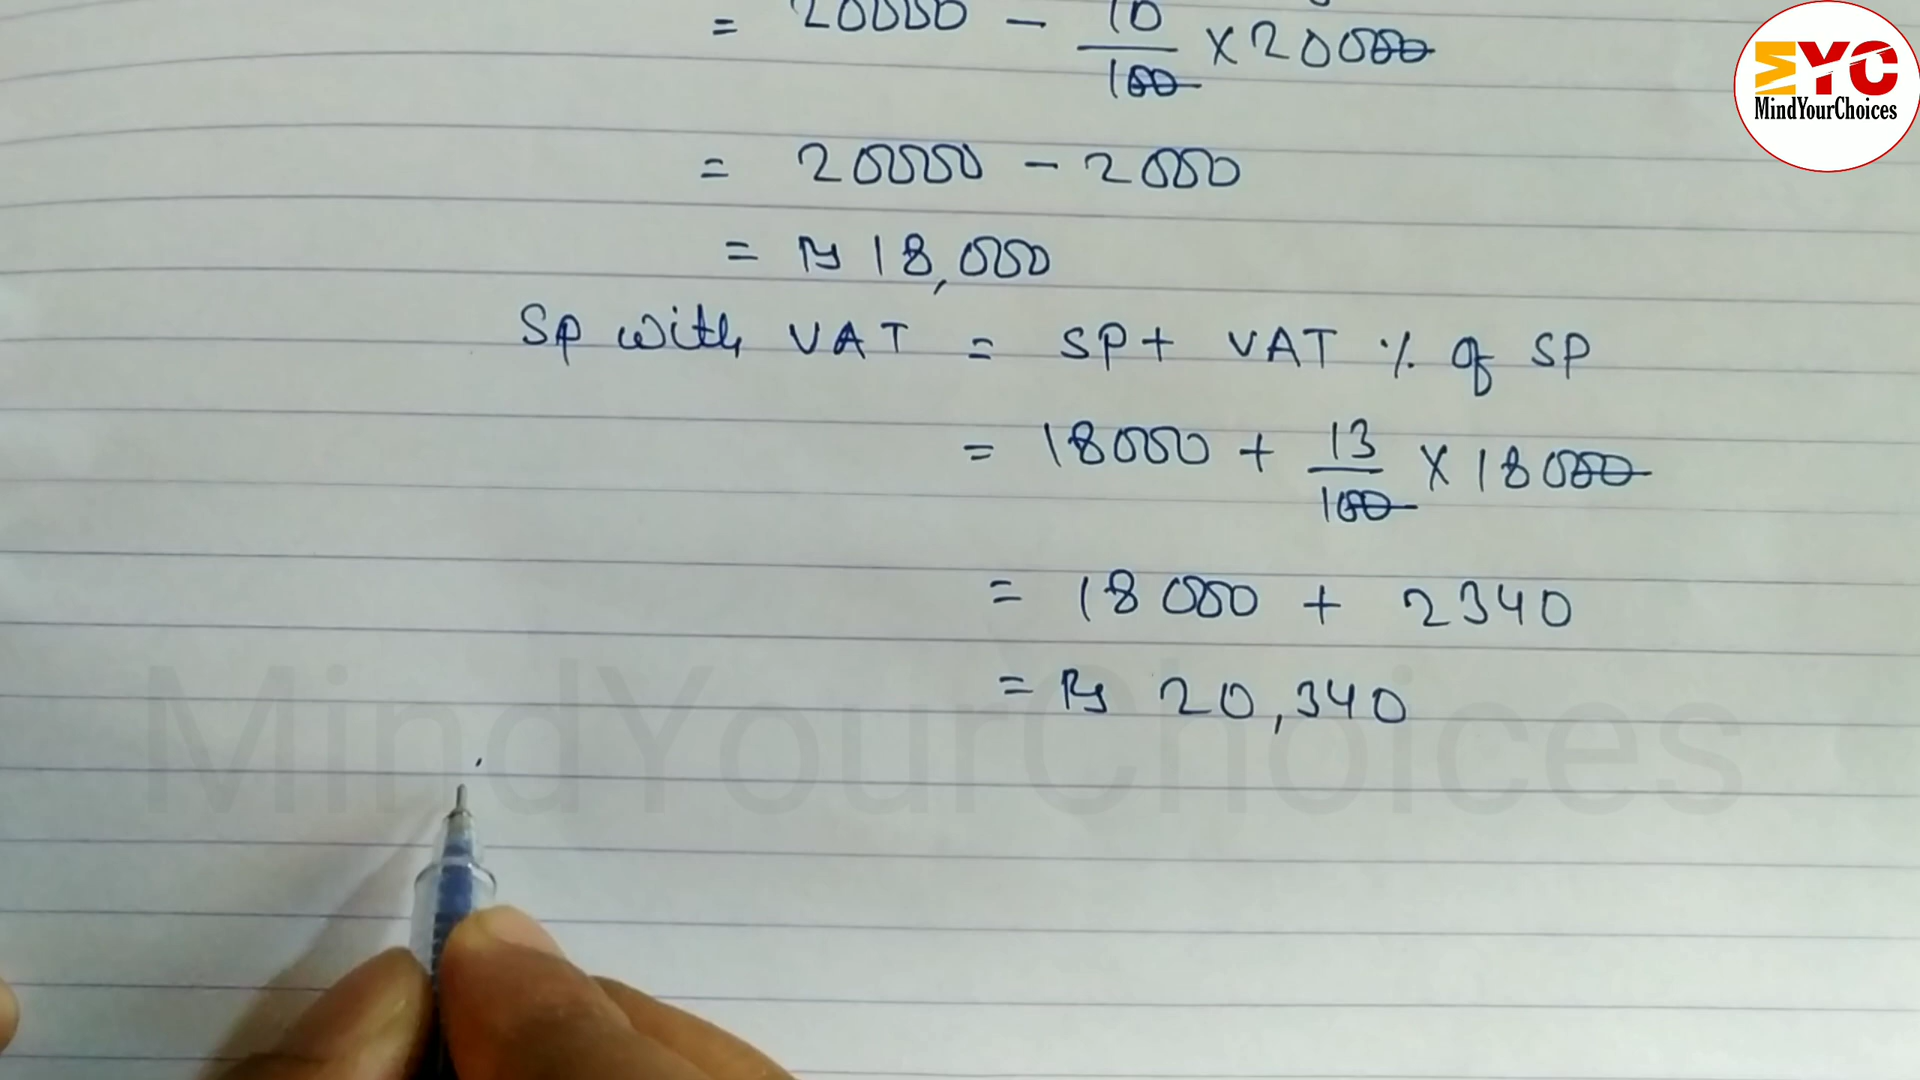 = 20000 - 10/100 × 20000
= 20000 - 2000
= Rs 18,000
SP with VAT = SP + VAT % of SP
= 18000 + 13/100 × 18000
= 18000 + 2340
= Rs 20,340
MYC
MindYourChoices
MindYourChoices